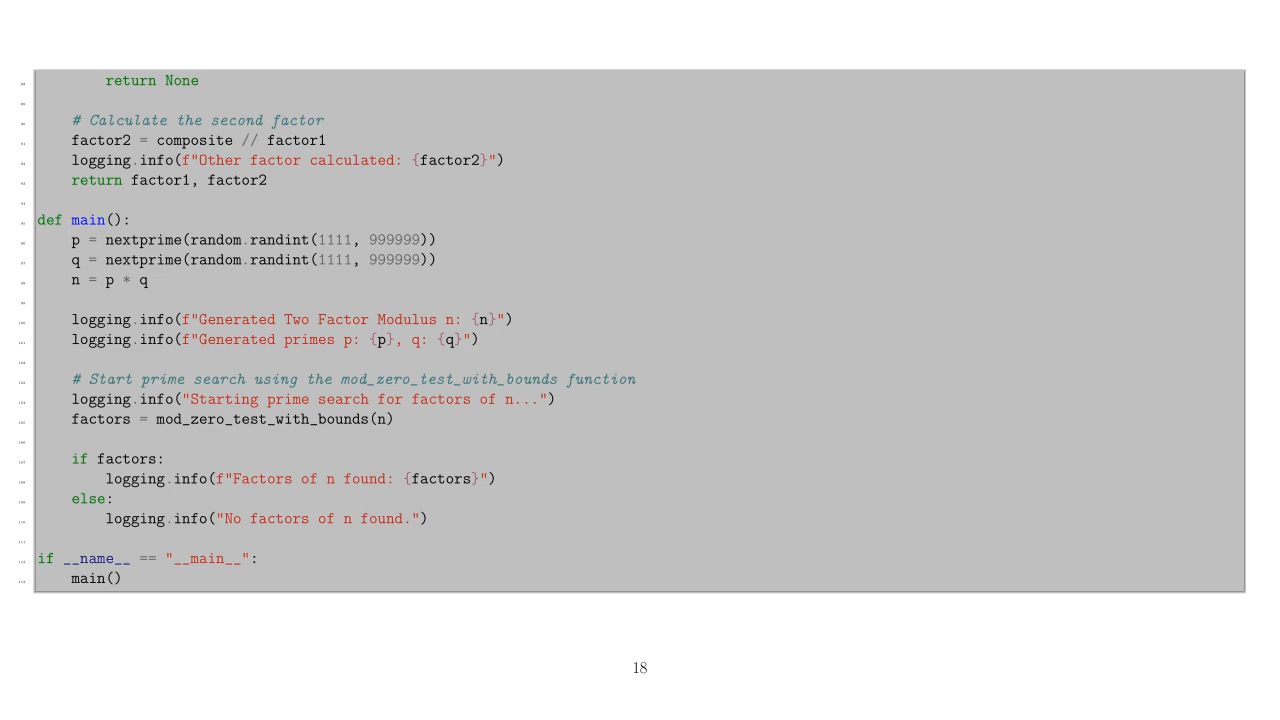 return None

    # Calculate the second factor
    factor2 = composite // factor1
    logging.info(f"Other factor calculated: {factor2}")
    return factor1, factor2

def main():
    p = nextprime(random.randint(1111, 999999))
    q = nextprime(random.randint(1111, 999999))
    n = p * q

    logging.info(f"Generated Two Factor Modulus n: {n}")
    logging.info(f"Generated primes p: {p}, q: {q}")

    # Start prime search using the mod_zero_test_with_bounds function
    logging.info("Starting prime search for factors of n...")
    factors = mod_zero_test_with_bounds(n)

    if factors:
        logging.info(f"Factors of n found: {factors}")
    else:
        logging.info("No factors of n found.")

if __name__ == "__main__":
    main()
18